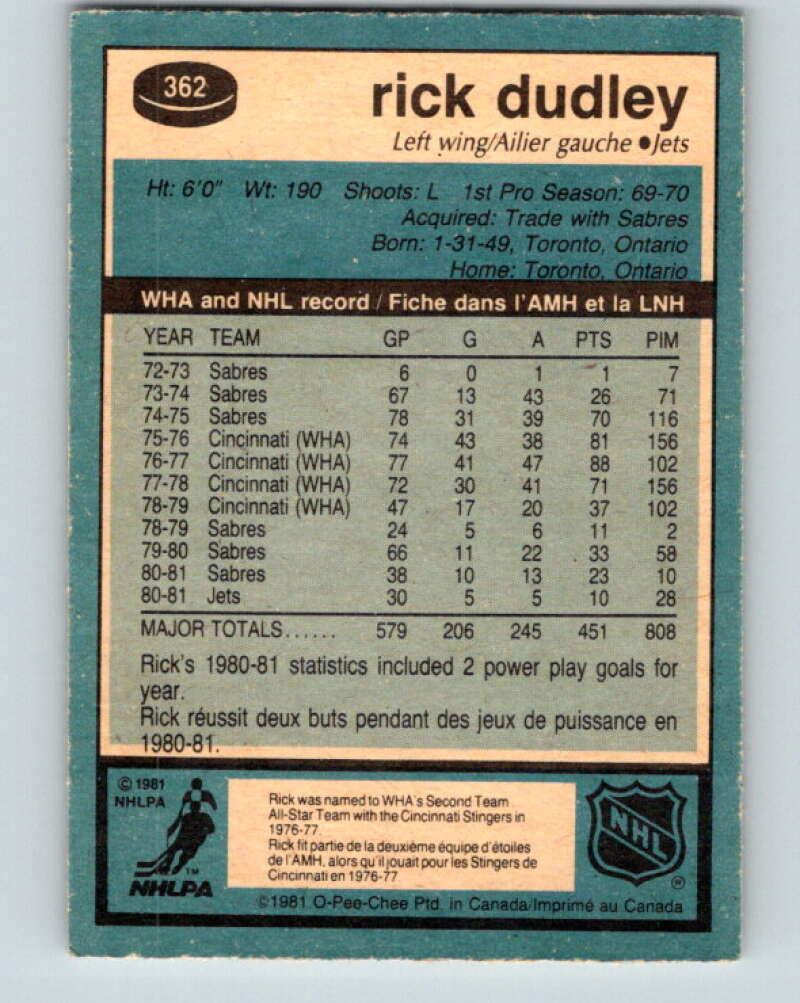 362
rick dudley
Left wing/Ailier gauche ●Jets
Ht: 6'0" Wt: 190 Shoots: L 1st Pro Season: 69-70
Acquired: Trade with Sabres
Born: 1-31-49, Toronto, Ontario
Home: Toronto, Ontario
WHA and NHL record / Fiche dans l'AMH et la LNH
YEAR TEAM GP G A PTS PIM
72-73 Sabres 6 0 1 1 7
73-74 Sabres 67 13 43 26 71
74-75 Sabres 78 31 39 70 116
75-76 Cincinnati (WHA) 74 43 38 81 156
76-77 Cincinnati (WHA) 77 41 47 88 102
77-78 Cincinnati (WHA) 72 30 41 71 156
78-79 Cincinnati (WHA) 47 17 20 37 102
78-79 Sabres 24 5 6 11 2
79-80 Sabres 66 11 22 33 58
80-81 Sabres 38 10 13 23 10
80-81 Jets 30 5 5 10 28
MAJOR TOTALS...... 579 206 245 451 808
Rick's 1980-81 statistics included 2 power play goals for
year.
Rick réussit deux buts pendant des jeux de puissance en
1980-81.
© 1981
NHLPA
TM
NHLPA
Rick was named to WHA's Second Team
All-Star Team with the Cincinnati Stingers in
1976-77.
Rick fit partie de la deuxième équipe d'étoiles
de l'AMH, alors qu'il jouait pour les Stingers de
Cincinnati en 1976-77
NHL
®
©1981 O-Pee-Chee Ptd. in Canada/Imprimé au Canada